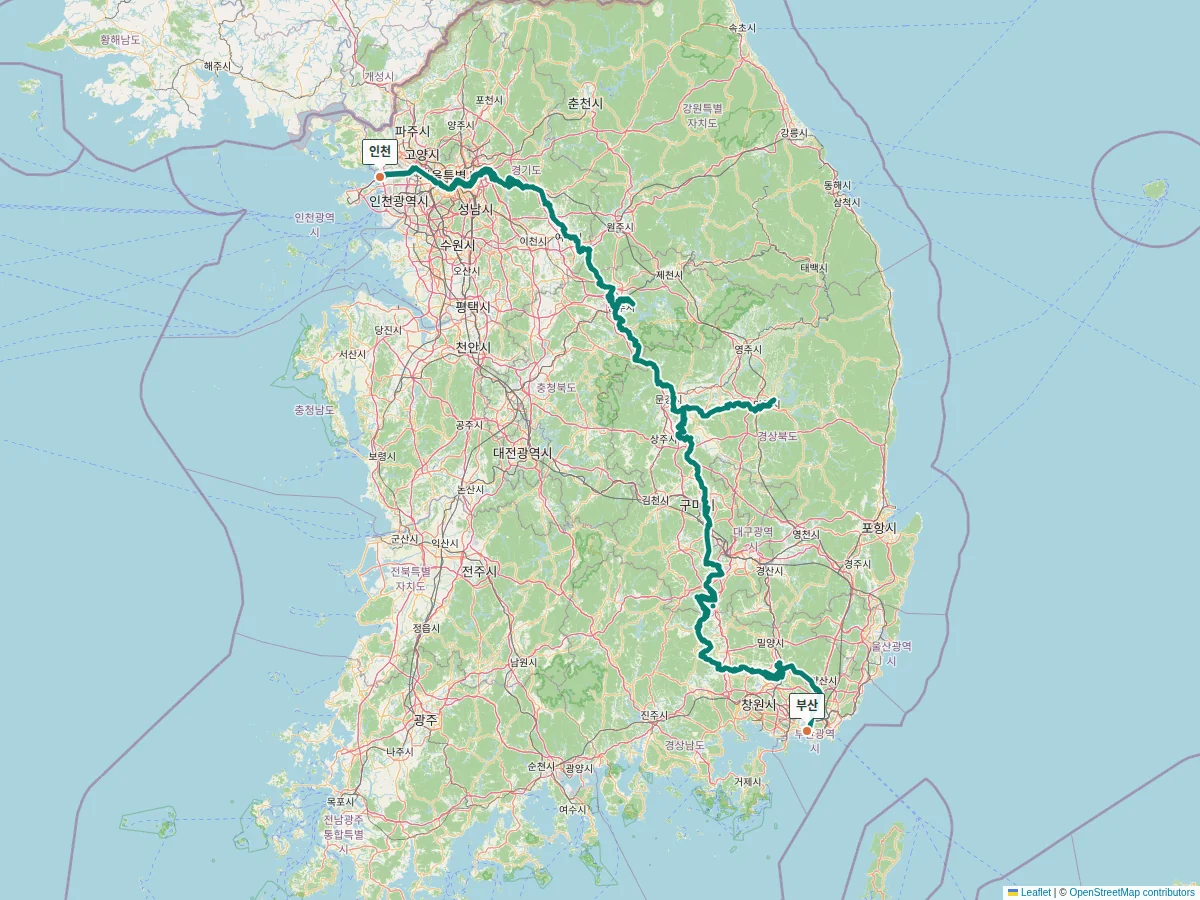 속초시
황해남도
해주시
개성시
포천시
춘천시
강원특별
자치도
양주시
파주시
강릉시
인천
고양시
경기도
동해시
삼척시
인천광역시
성남시
인천광역
시
원주시
이천시
수원시
오산시
제천시
태백시
평택시
당진시
천안시
영주시
서산시
충청북도
충청남도
공주시
상주시
경상북도
보령시
대전광역시
논산시
김천시
포항시
대구광역
시
영천시
군산시
익산시
경산시
경주시
전북특별
자치도
전주시
정읍시
밀양시
울산광역
시
남원시
창원시
부산
진주시
광주
시
경상남도
나주시
순천시
광양시
거제시
목포시
여수시
전남광주
통합특별
시
Leaflet | © OpenStreetMap contributors